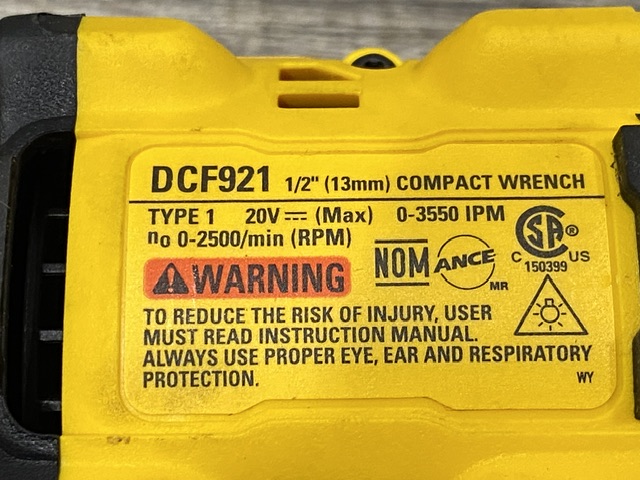 DCF921 1/2" (13mm) COMPACT WRENCH
TYPE 1 20V⎓ (Max) 0-3550 IPM
no 0-2500/min (RPM)
NOM ANCE MR
CSA® C US 150399
⚠WARNING
TO REDUCE THE RISK OF INJURY, USER
MUST READ INSTRUCTION MANUAL.
ALWAYS USE PROPER EYE, EAR AND RESPIRATORY
PROTECTION.
WY